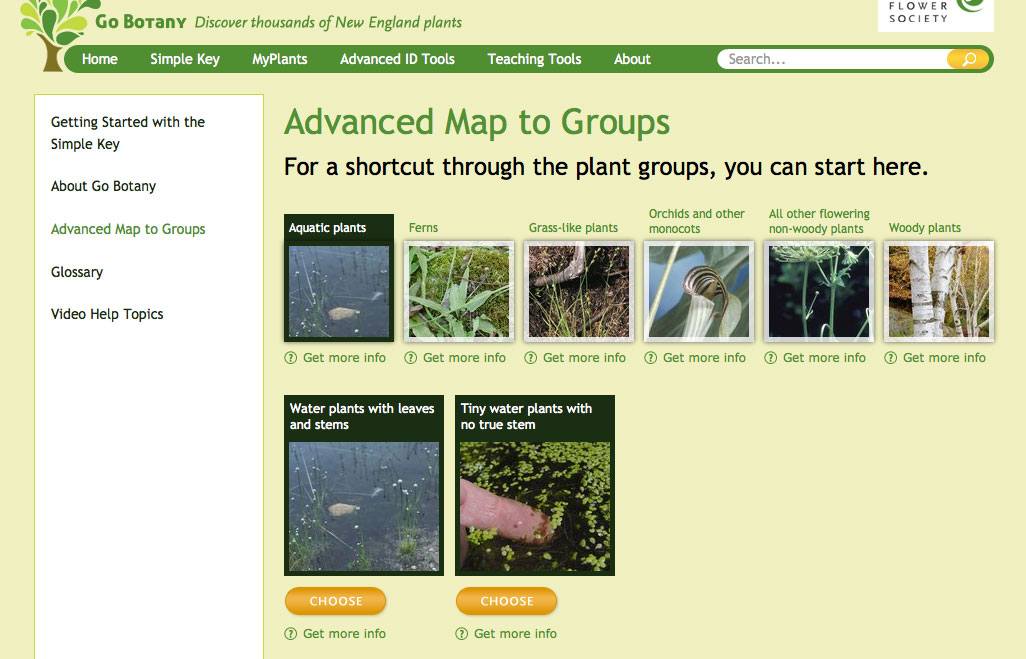 FLOWER
SOCIETY
Go Botany Discover thousands of New England plants
Home Simple Key MyPlants Advanced ID Tools Teaching Tools About Search...
Getting Started with the
Simple Key
About Go Botany
Advanced Map to Groups
Glossary
Video Help Topics
Advanced Map to Groups
For a shortcut through the plant groups, you can start here.
Aquatic plants
Ferns
Grass-like plants
Orchids and other
monocots
All other flowering
non-woody plants
Woody plants
? Get more info ? Get more info ? Get more info ? Get more info ? Get more info ? Get more info
Water plants with leaves
and stems
Tiny water plants with
no true stem
CHOOSE CHOOSE
? Get more info ? Get more info